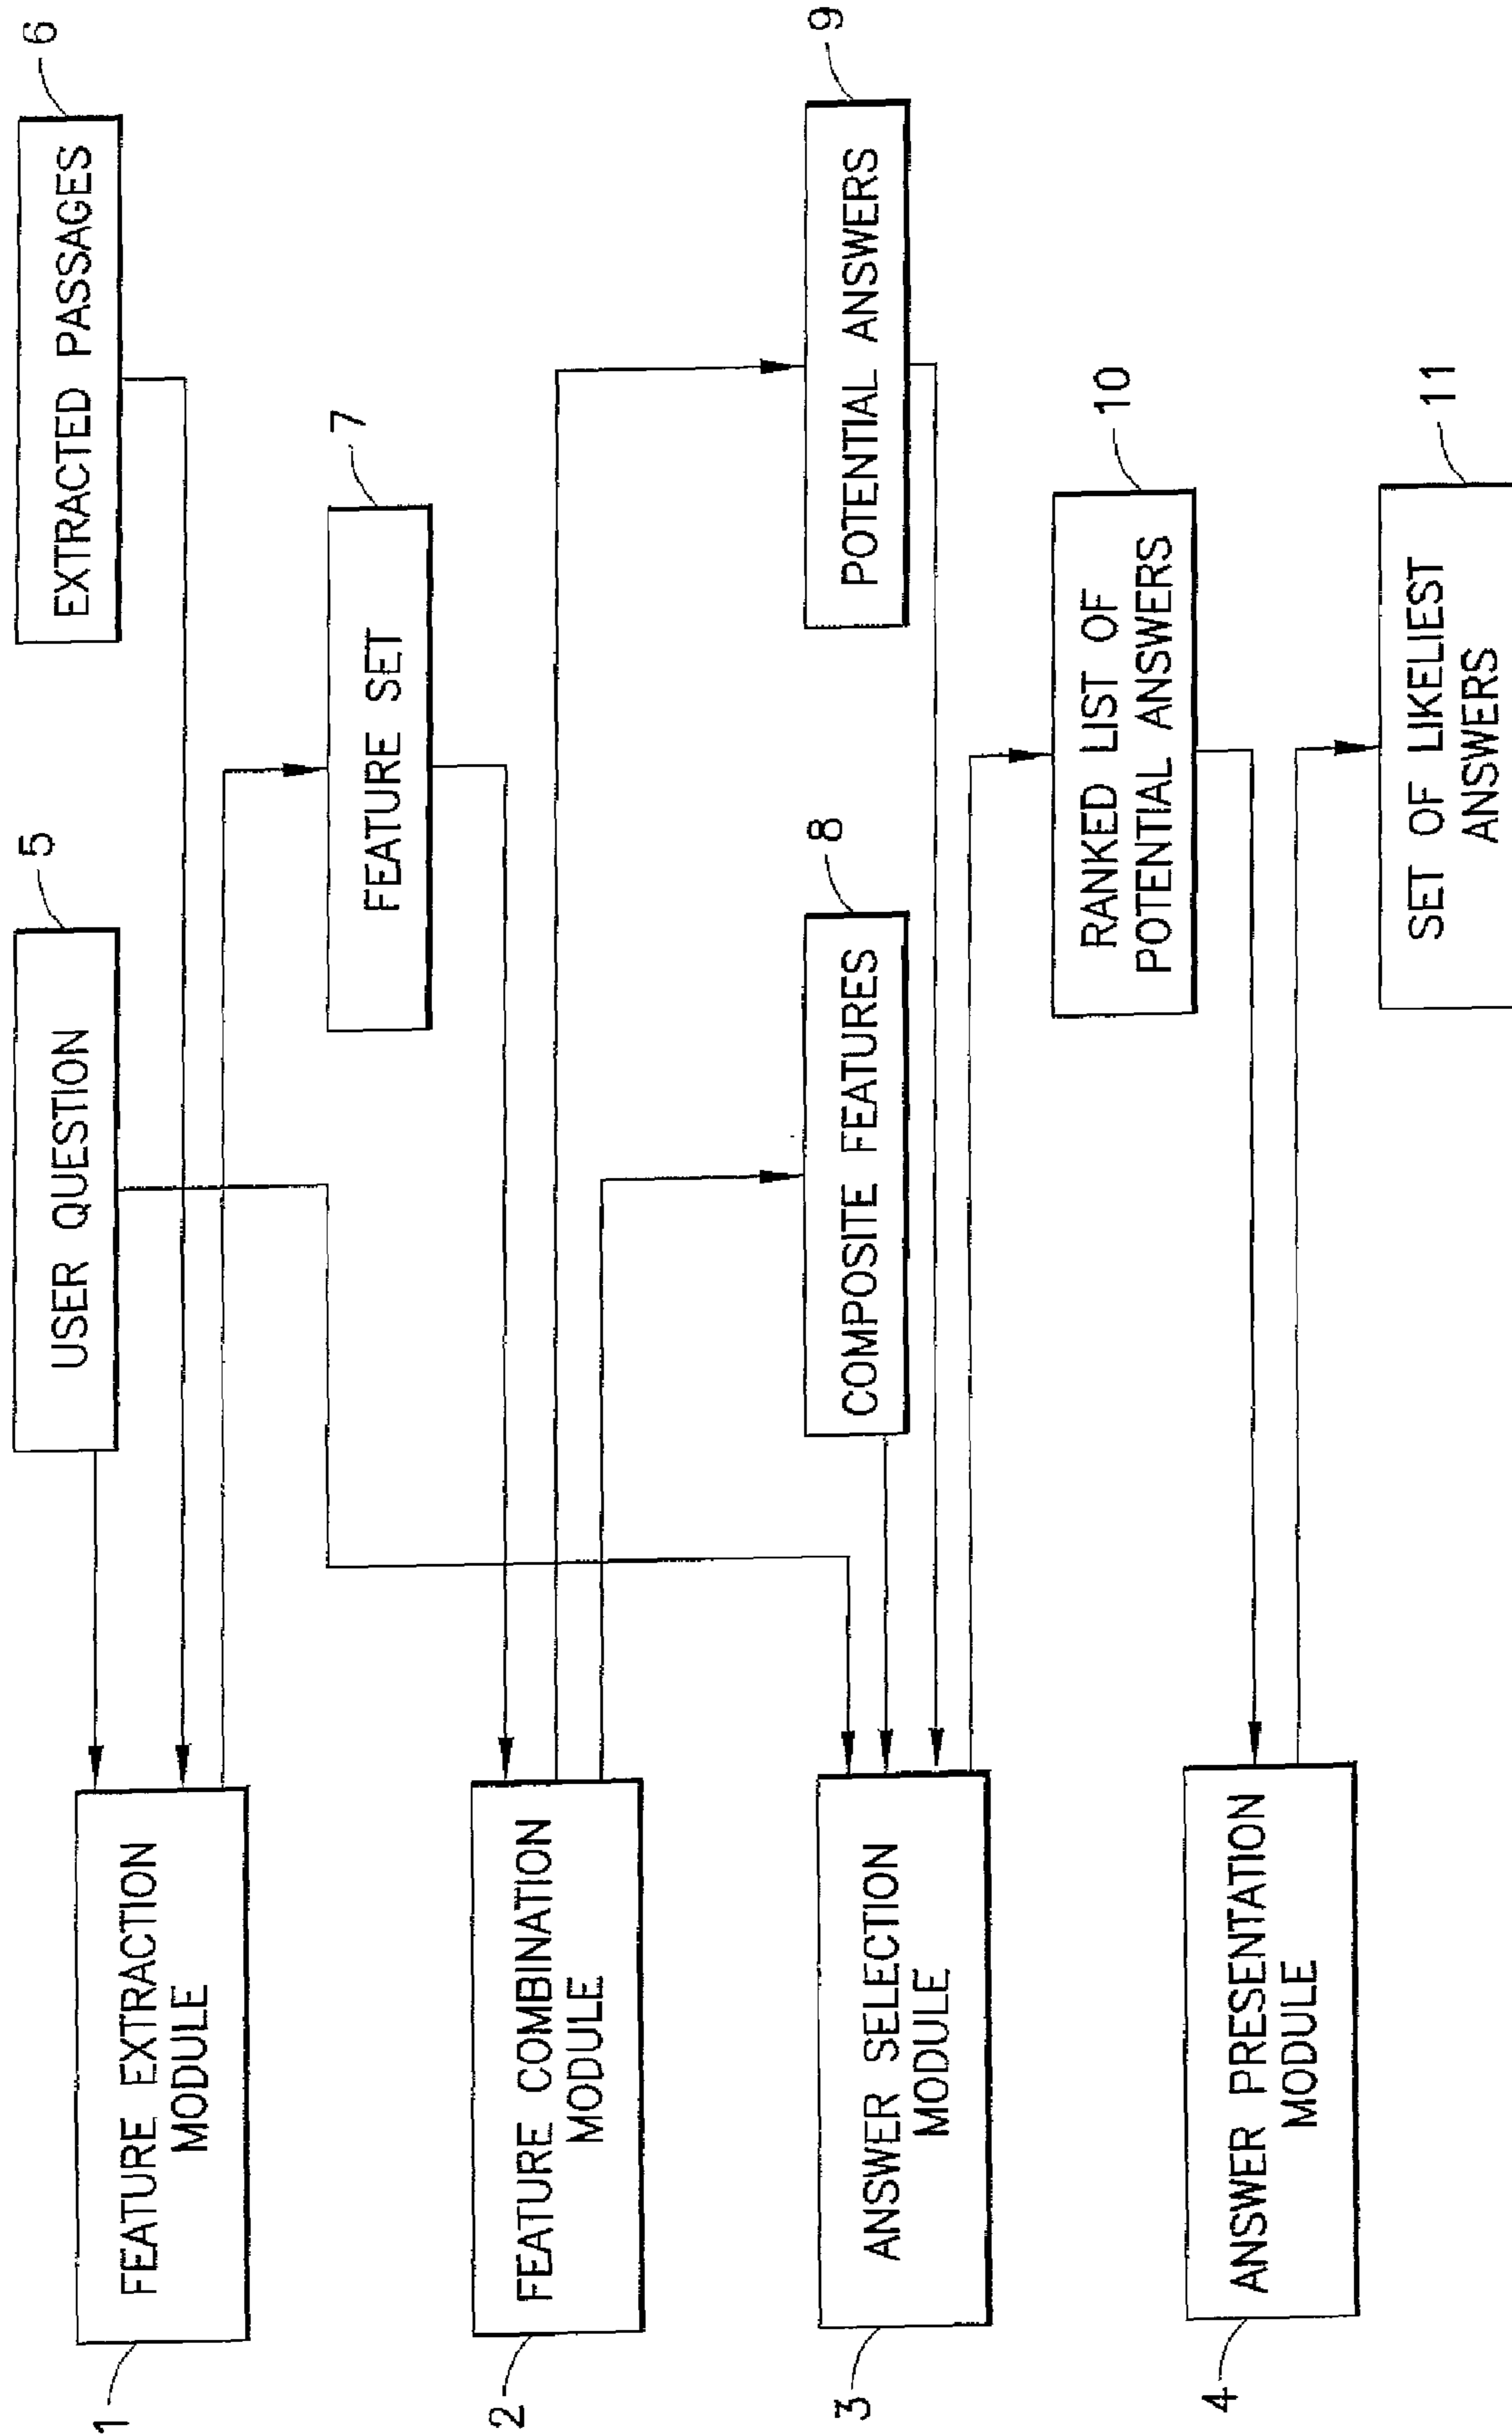 1
FEATURE EXTRACTION
MODULE
5
USER QUESTION
6
EXTRACTED PASSAGES
7
FEATURE SET
2
FEATURE COMBINATION
MODULE
3
ANSWER SELECTION
MODULE
8
COMPOSITE FEATURES
9
POTENTIAL ANSWERS
10
RANKED LIST OF
POTENTIAL ANSWERS
4
ANSWER PRESENTATION
MODULE
11
SET OF LIKELIEST
ANSWERS